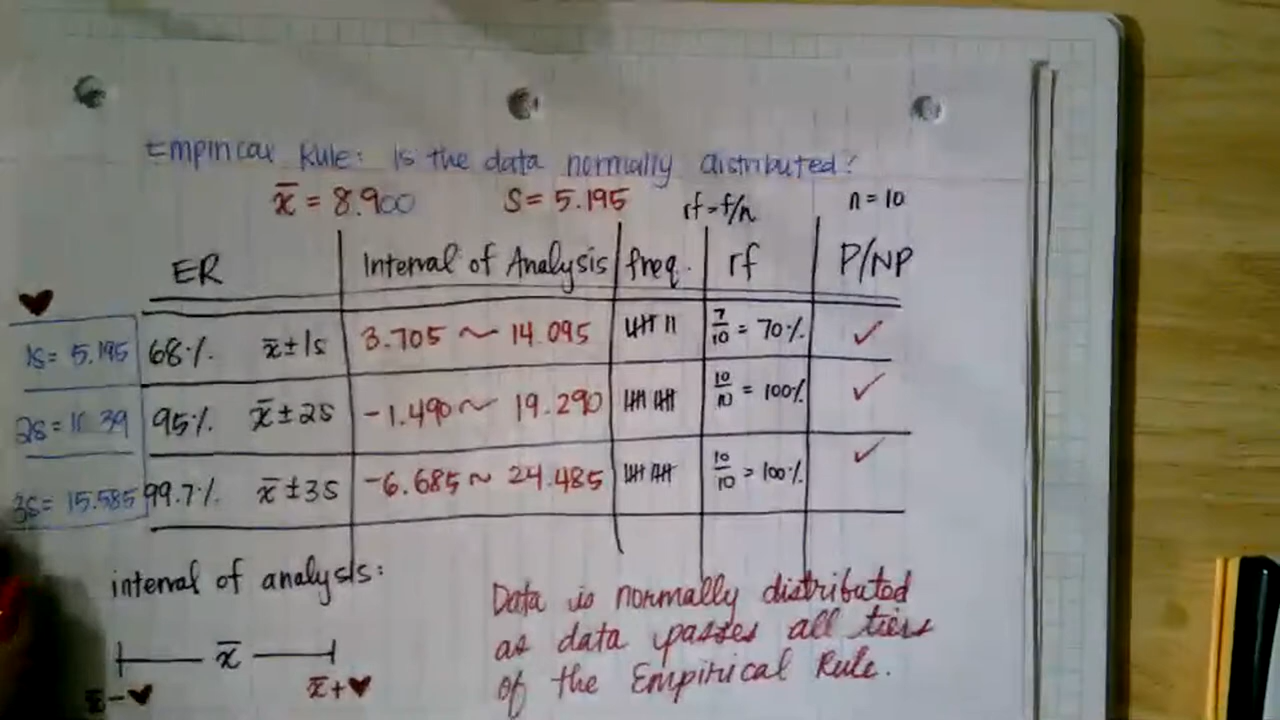 Empirical Rule: Is the data normally distributed?
x̄ = 8.900 S = 5.195 rf = f/n n = 10
ER Interval of Analysis freq. rf P/NP
1s = 5.195 68% x̄ ± 1s 3.705 ~ 14.095 𝍸 || 7/10 = 70% ✓
2s = 10.39 95% x̄ ± 2s -1.490 ~ 19.290 𝍸 𝍸 10/10 = 100% ✓
3s = 15.585 99.7% x̄ ± 3s -6.685 ~ 24.485 𝍸 𝍸 10/10 = 100% ✓
interval of analysis:
x̄
x̄ - ♥ x̄ + ♥
Data is normally distributed
as data passes all tiers
of the Empirical Rule.